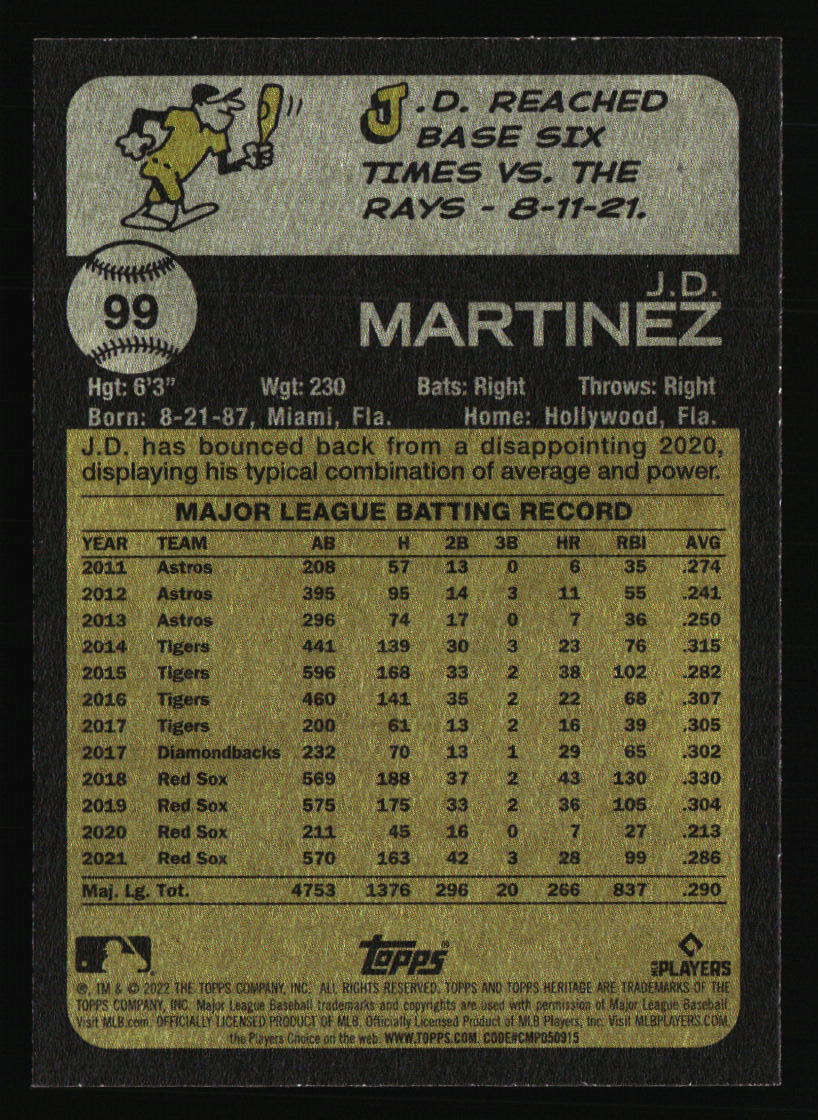 J.D. REACHED
BASE SIX
TIMES VS. THE
RAYS - 8-11-21.
99
J.D.
MARTINEZ
Hgt: 6'3" Wgt: 230 Bats: Right Throws: Right
Born: 8-21-87, Miami, Fla. Home: Hollywood, Fla.
J.D. has bounced back from a disappointing 2020,
displaying his typical combination of average and power.
MAJOR LEAGUE BATTING RECORD
YEAR TEAM AB H 2B 3B HR RBI AVG
2011 Astros 208 57 13 0 6 35 .274
2012 Astros 395 95 14 3 11 55 .241
2013 Astros 296 74 17 0 7 36 .250
2014 Tigers 441 139 30 3 23 76 .315
2015 Tigers 596 168 33 2 38 102 .282
2016 Tigers 460 141 35 2 22 68 .307
2017 Tigers 200 61 13 2 16 39 .305
2017 Diamondbacks 232 70 13 1 29 65 .302
2018 Red Sox 569 188 37 2 43 130 .330
2019 Red Sox 575 175 33 2 36 105 .304
2020 Red Sox 211 45 16 0 7 27 .213
2021 Red Sox 570 163 42 3 28 99 .286
Maj. Lg. Tot. 4753 1376 296 20 266 837 .290
topps®
MLB PLAYERS
®, TM & © 2022 THE TOPPS COMPANY, INC. ALL RIGHTS RESERVED. TOPPS AND TOPPS HERITAGE ARE TRADEMARKS OF THE
TOPPS COMPANY, INC. Major League Baseball trademarks and copyrights are used with permission of Major League Baseball.
Visit MLB.com. OFFICIALLY LICENSED PRODUCT OF MLB. Officially Licensed Product of MLB Players, Inc. Visit MLBPLAYERS.COM,
the Players Choice on the web. WWW.TOPPS.COM. CODE#CMP050915